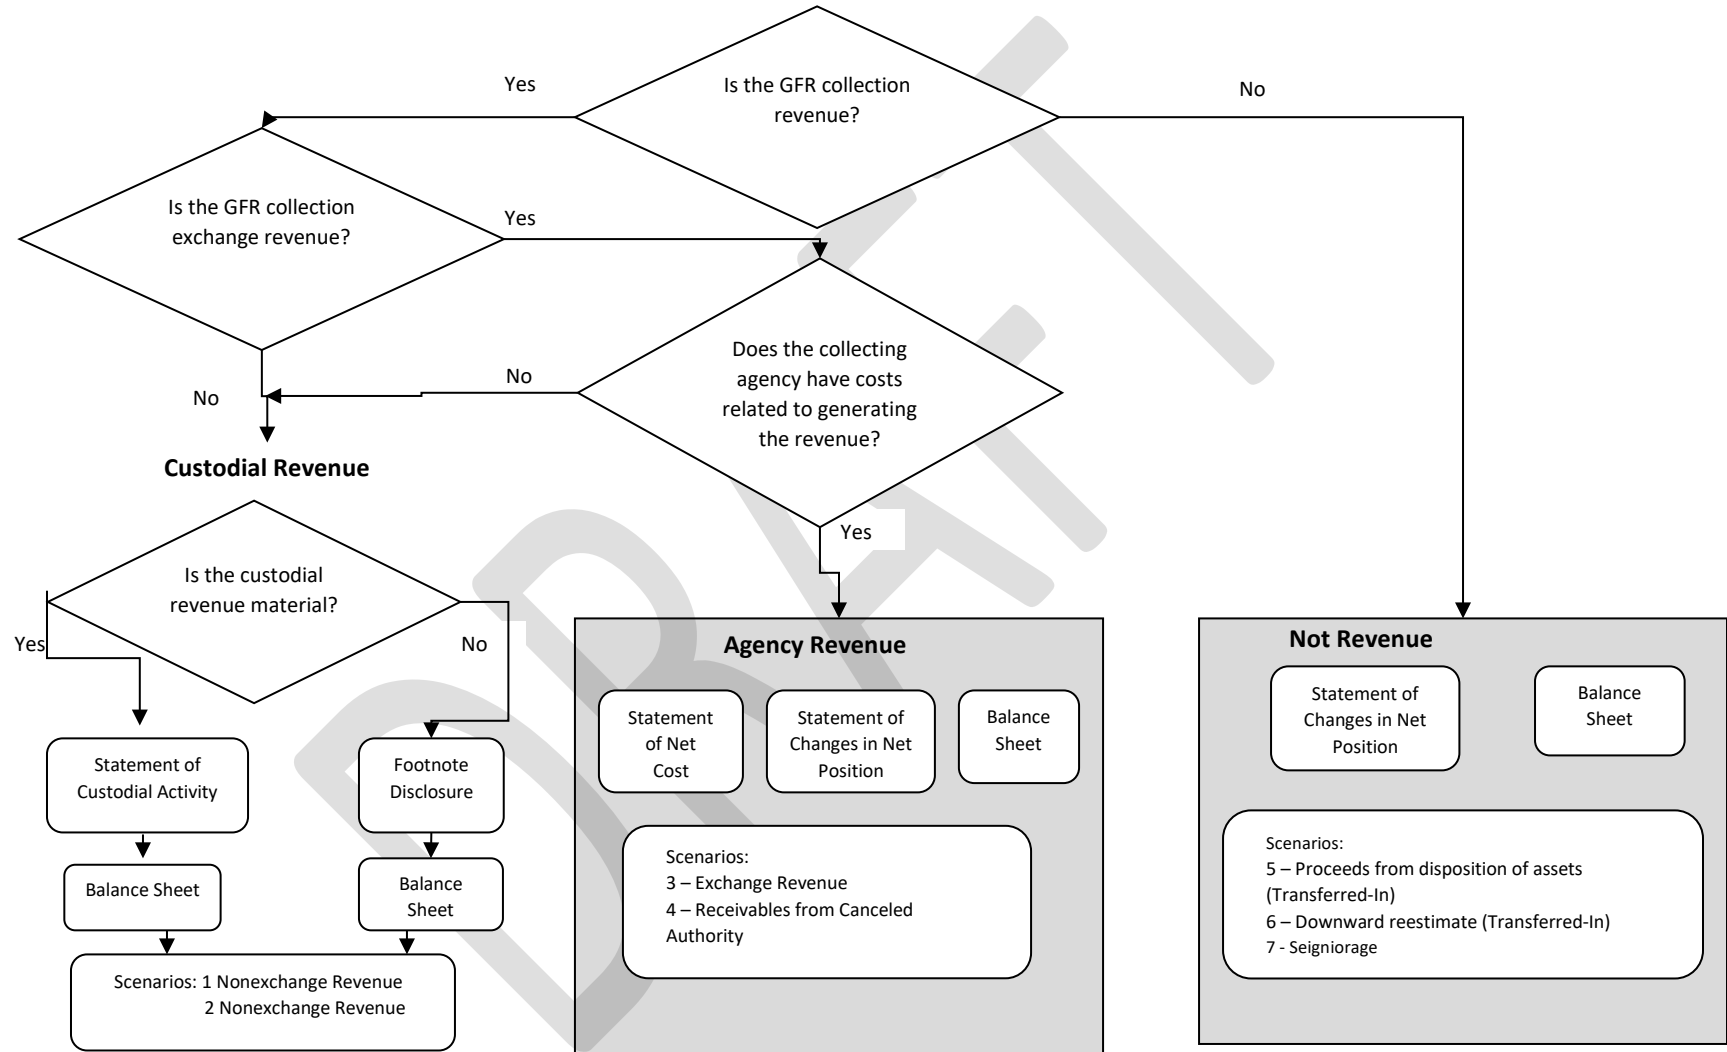 Is the GFR collection
revenue?
Yes
No
Is the GFR collection
exchange revenue?
Yes
Does the collecting
agency have costs
related to generating
the revenue?
No
No
Yes
Custodial Revenue
Is the custodial
revenue material?
Yes
No
Statement of
Custodial Activity
Footnote
Disclosure
Balance Sheet
Balance
Sheet
Scenarios: 1 Nonexchange Revenue
2 Nonexchange Revenue
Agency Revenue
Statement
of Net
Cost
Statement of
Changes in Net
Position
Balance
Sheet
Scenarios:
3 – Exchange Revenue
4 – Receivables from Canceled
Authority
Not Revenue
Statement of
Changes in Net
Position
Balance
Sheet
Scenarios:
5 – Proceeds from disposition of assets
(Transferred-In)
6 – Downward reestimate (Transferred-In)
7 - Seigniorage
DRAFT